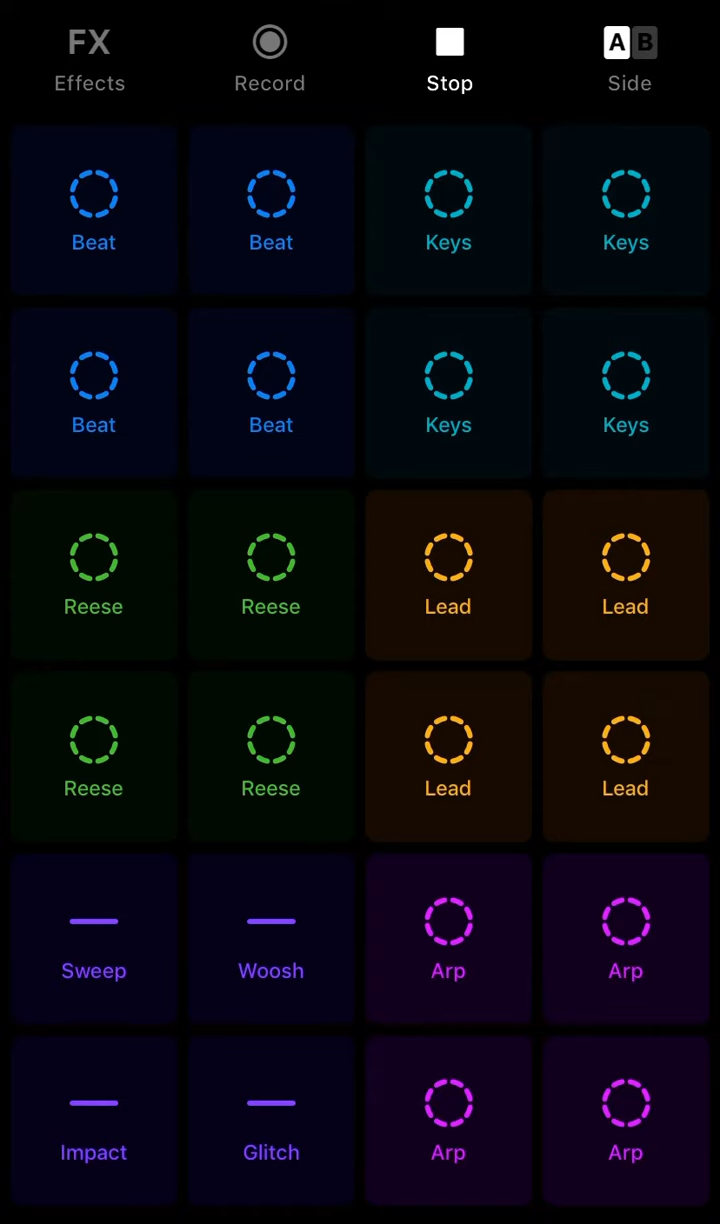 FX
A B
Effects Record Stop Side
Beat Beat Keys Keys
Beat Beat Keys Keys
Reese Reese Lead Lead
Reese Reese Lead Lead
Sweep Woosh Arp Arp
Impact Glitch Arp Arp